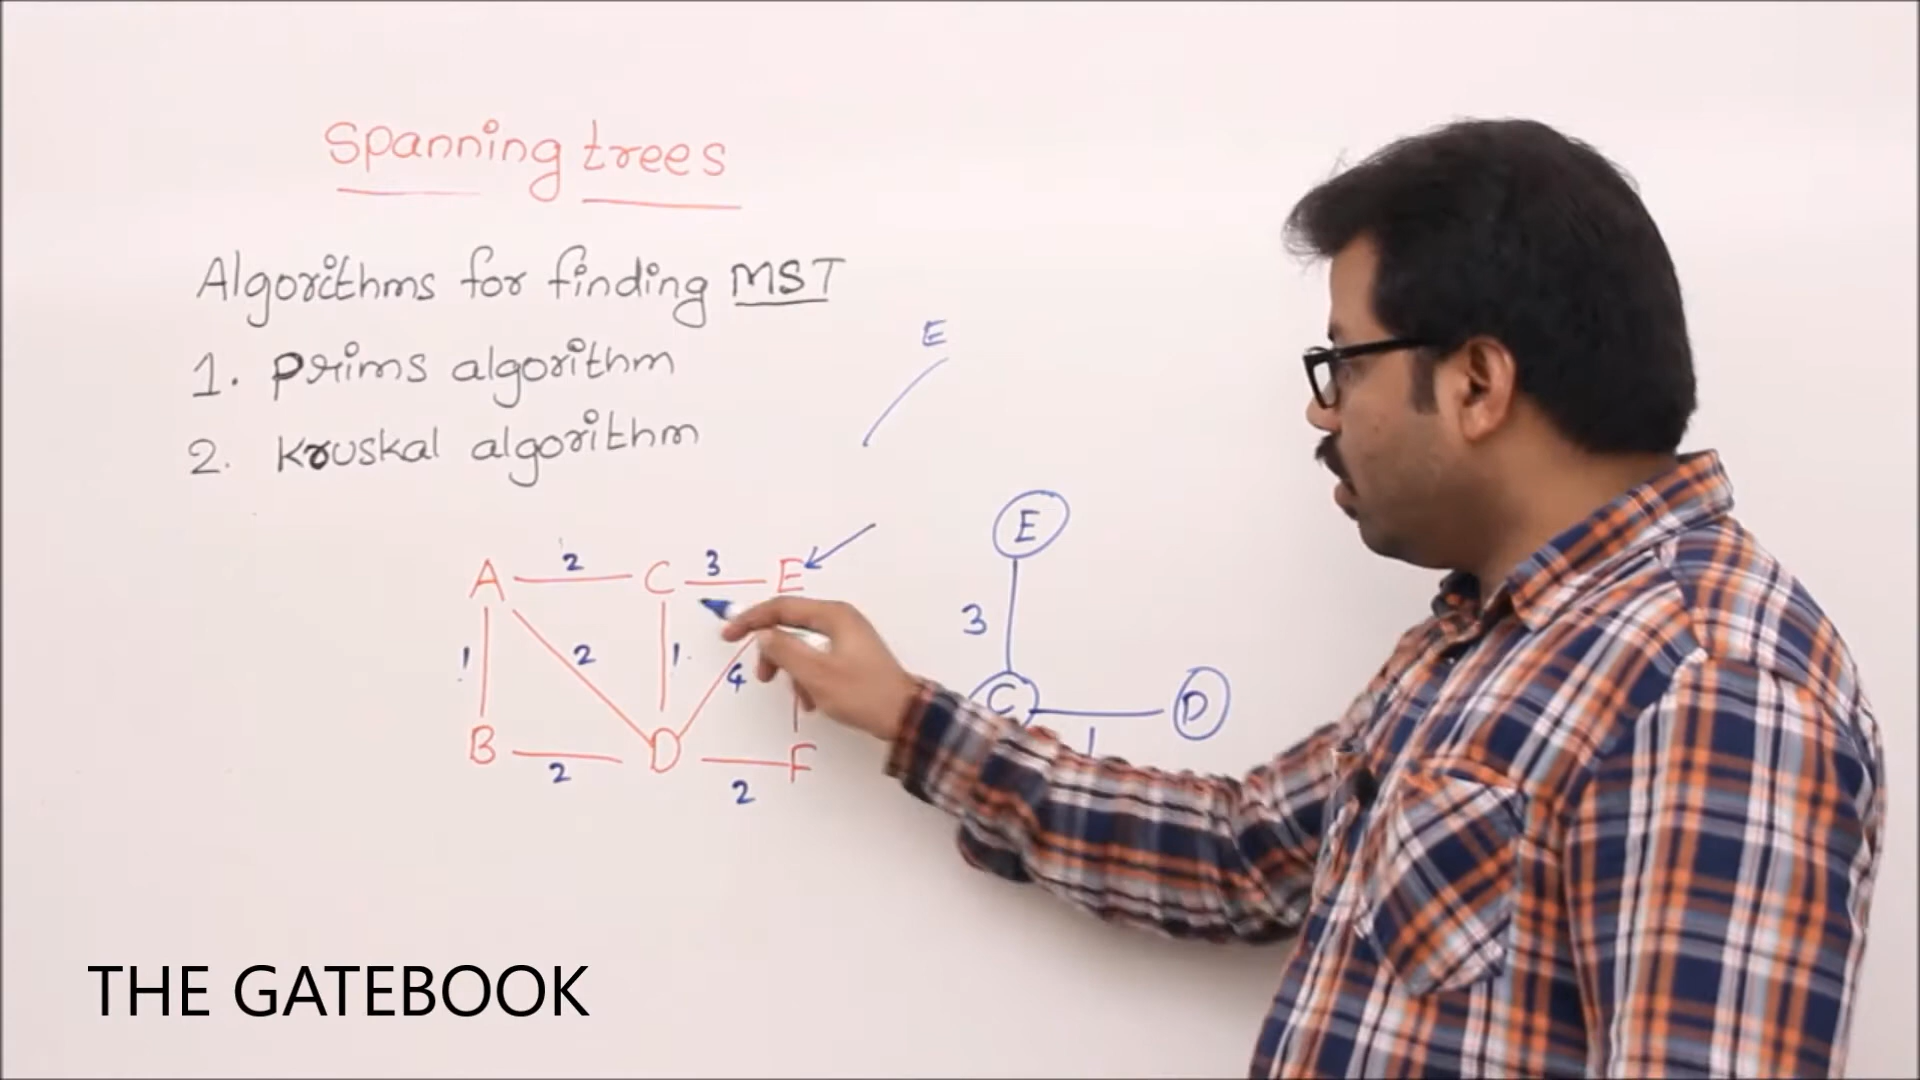 Spanning trees
Algorithms for finding MST
1. Prims algorithm
2. Kruskal algorithm
E
E
2 3
A C E
3
1 2 1 4
C D
1
B D F
2 2
THE GATEBOOK